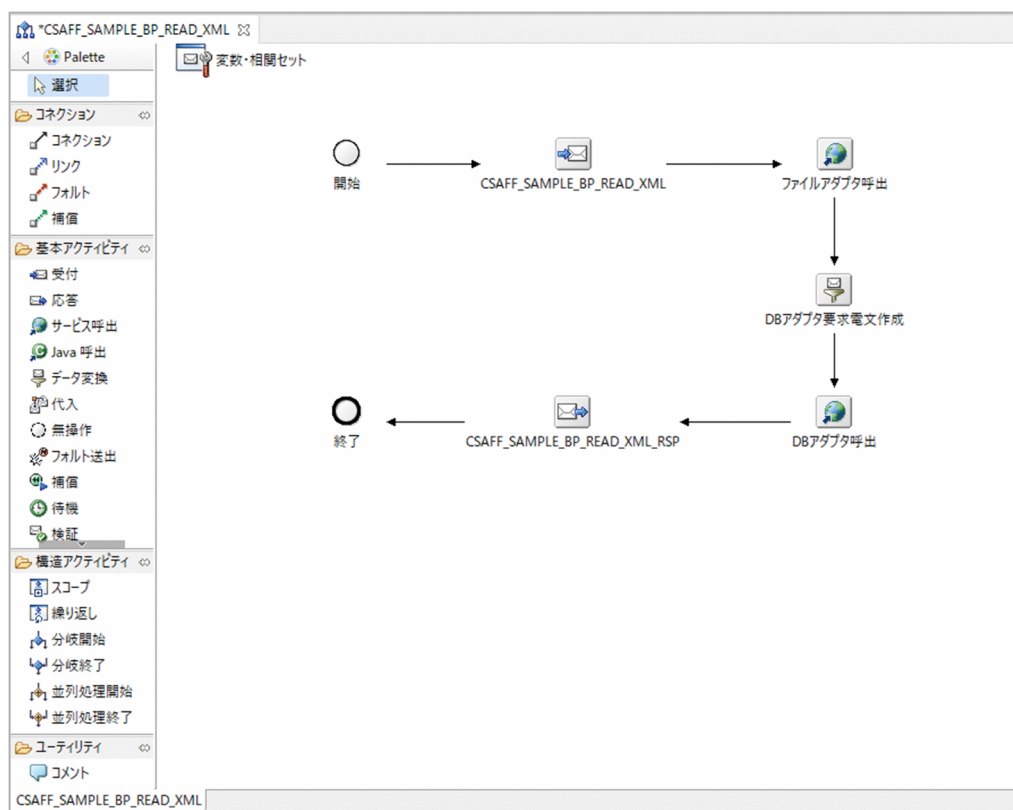 *CSAFF_SAMPLE_BP_READ_XML
Palette
選択
コネクション
コネクション
リンク
フォルト
補償
基本アクティビティ
受付
応答
サービス呼出
Java 呼出
データ変換
代入
無操作
フォルト送出
補償
待機
検証
構造アクティビティ
スコープ
繰り返し
分岐開始
分岐終了
並列処理開始
並列処理終了
ユーティリティ
コメント
変数・相関セット
開始
CSAFF_SAMPLE_BP_READ_XML
ファイルアダプタ呼出
DBアダプタ要求電文作成
終了
CSAFF_SAMPLE_BP_READ_XML_RSP
DBアダプタ呼出
CSAFF_SAMPLE_BP_READ_XML